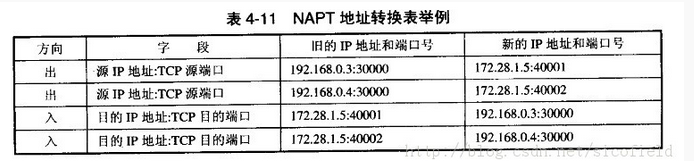 表 4-11 NAPT 地址转换表举例
方向 字 段 旧的 IP 地址和端口号 新的 IP 地址和端口号
出 源 IP 地址:TCP 源端口 192.168.0.3:30000 172.28.1.5:40001
出 源 IP 地址:TCP 源端口 192.168.0.4:30000 172.28.1.5:40002
入 目的 IP 地址:TCP 目的端口 172.28.1.5:40001 192.168.0.3:30000
入 目的 IP 地址:TCP 目的端口 172.28.1.5:40002 192.168.0.4:30000
http://blog.csdn.net/sicofield